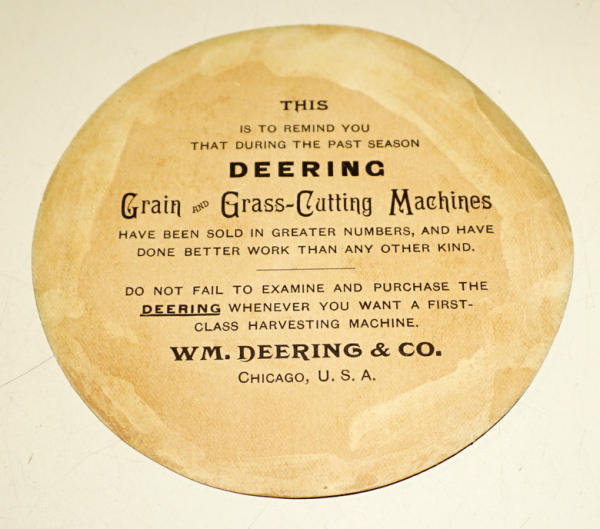 THIS
IS TO REMIND YOU
THAT DURING THE PAST SEASON
DEERING
Grain AND Grass-Cutting Machines
HAVE BEEN SOLD IN GREATER NUMBERS, AND HAVE
DONE BETTER WORK THAN ANY OTHER KIND.
DO NOT FAIL TO EXAMINE AND PURCHASE THE
DEERING WHENEVER YOU WANT A FIRST-
CLASS HARVESTING MACHINE.
WM. DEERING & CO.
CHICAGO, U. S. A.